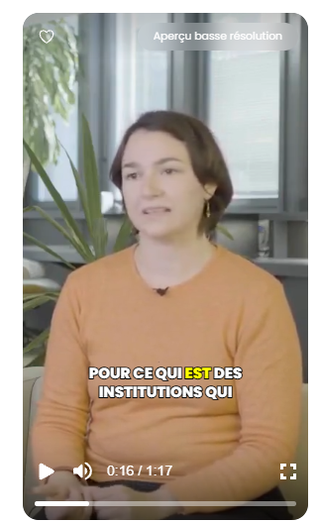 Aperçu basse résolution
POUR CE QUI EST DES
INSTITUTIONS QUI
0:16 / 1:17